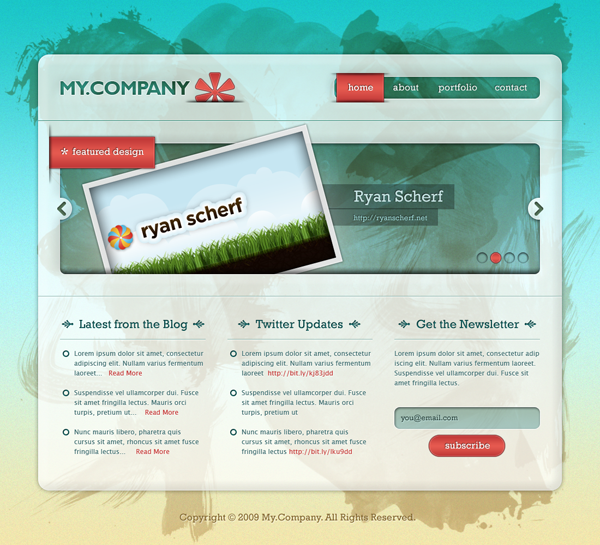 MY.COMPANY
home about portfolio contact
* featured design
ryan scherf
Ryan Scherf
http://ryanscherf.net
Latest from the Blog
Lorem ipsum dolor sit amet, consectetur
adipiscing elit. Nullam varius fermentum
laoreet... Read More
Suspendisse vel ullamcorper dui. Fusce
sit amet fringilla lectus. Mauris orci
turpis, pretium ut... Read More
Nunc mauris libero, pharetra quis
cursus sit amet, rhoncus sit amet fusce
fringilla lectus... Read More
Twitter Updates
Lorem ipsum dolor sit amet, consectetur
adipiscing elit. Nullam varius fermentum
laoreet http://bit.ly/kj83jdd
Suspendisse vel ullamcorper dui. Fusce
sit amet fringilla lectus. Mauris orci
turpis, pretium ut
Nunc mauris libero, pharetra quis
cursus sit amet, rhoncus sit amet fusce
fringilla lectus http://bit.ly/lku9dd
Get the Newsletter
Lorem ipsum dolor sit amet, consectetur adip
iscing elit. Nullam varius fermentum laoreet.
Suspendisse vel ullamcorper dui. Fusce sit
amet fringilla lectus.
you@email.com
subscribe
Copyright © 2009 My.Company. All Rights Reserved.